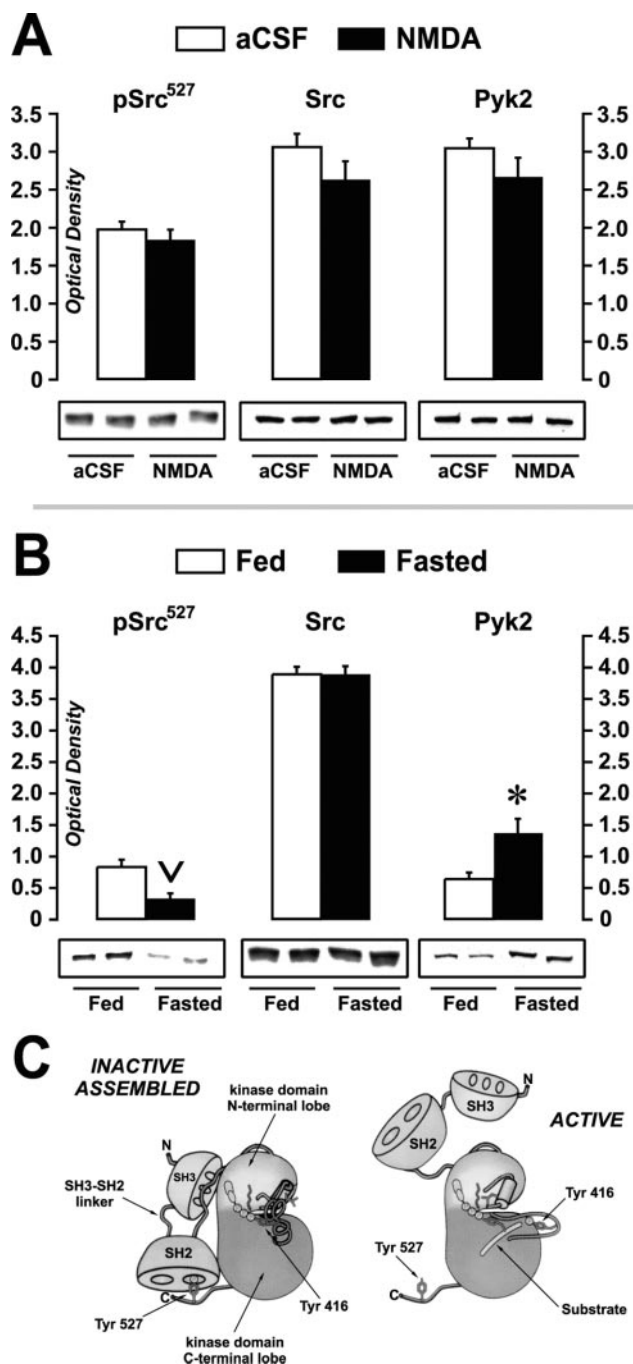 A
aCSF NMDA
pSrc527 Src Pyk2
3.5 3.5
3.0 3.0
2.5 2.5
2.0 2.0
1.5 1.5
1.0 1.0
0.5 0.5
0 0
Optical Density
aCSF NMDA aCSF NMDA aCSF NMDA
B
Fed Fasted
pSrc527 Src Pyk2
4.5 4.5
4.0 4.0
3.5 3.5
3.0 3.0
2.5 2.5
2.0 2.0
1.5 1.5
1.0 1.0
0.5 0.5
0 0
Optical Density
V
*
Fed Fasted Fed Fasted Fed Fasted
C
INACTIVE
ASSEMBLED
kinase domain
N-terminal lobe
N
SH3
SH3-SH2
linker
SH2
C
Tyr 527
Tyr 416
kinase domain
C-terminal lobe
N
SH3
SH2
ACTIVE
Tyr 416
Tyr 527
C
Substrate